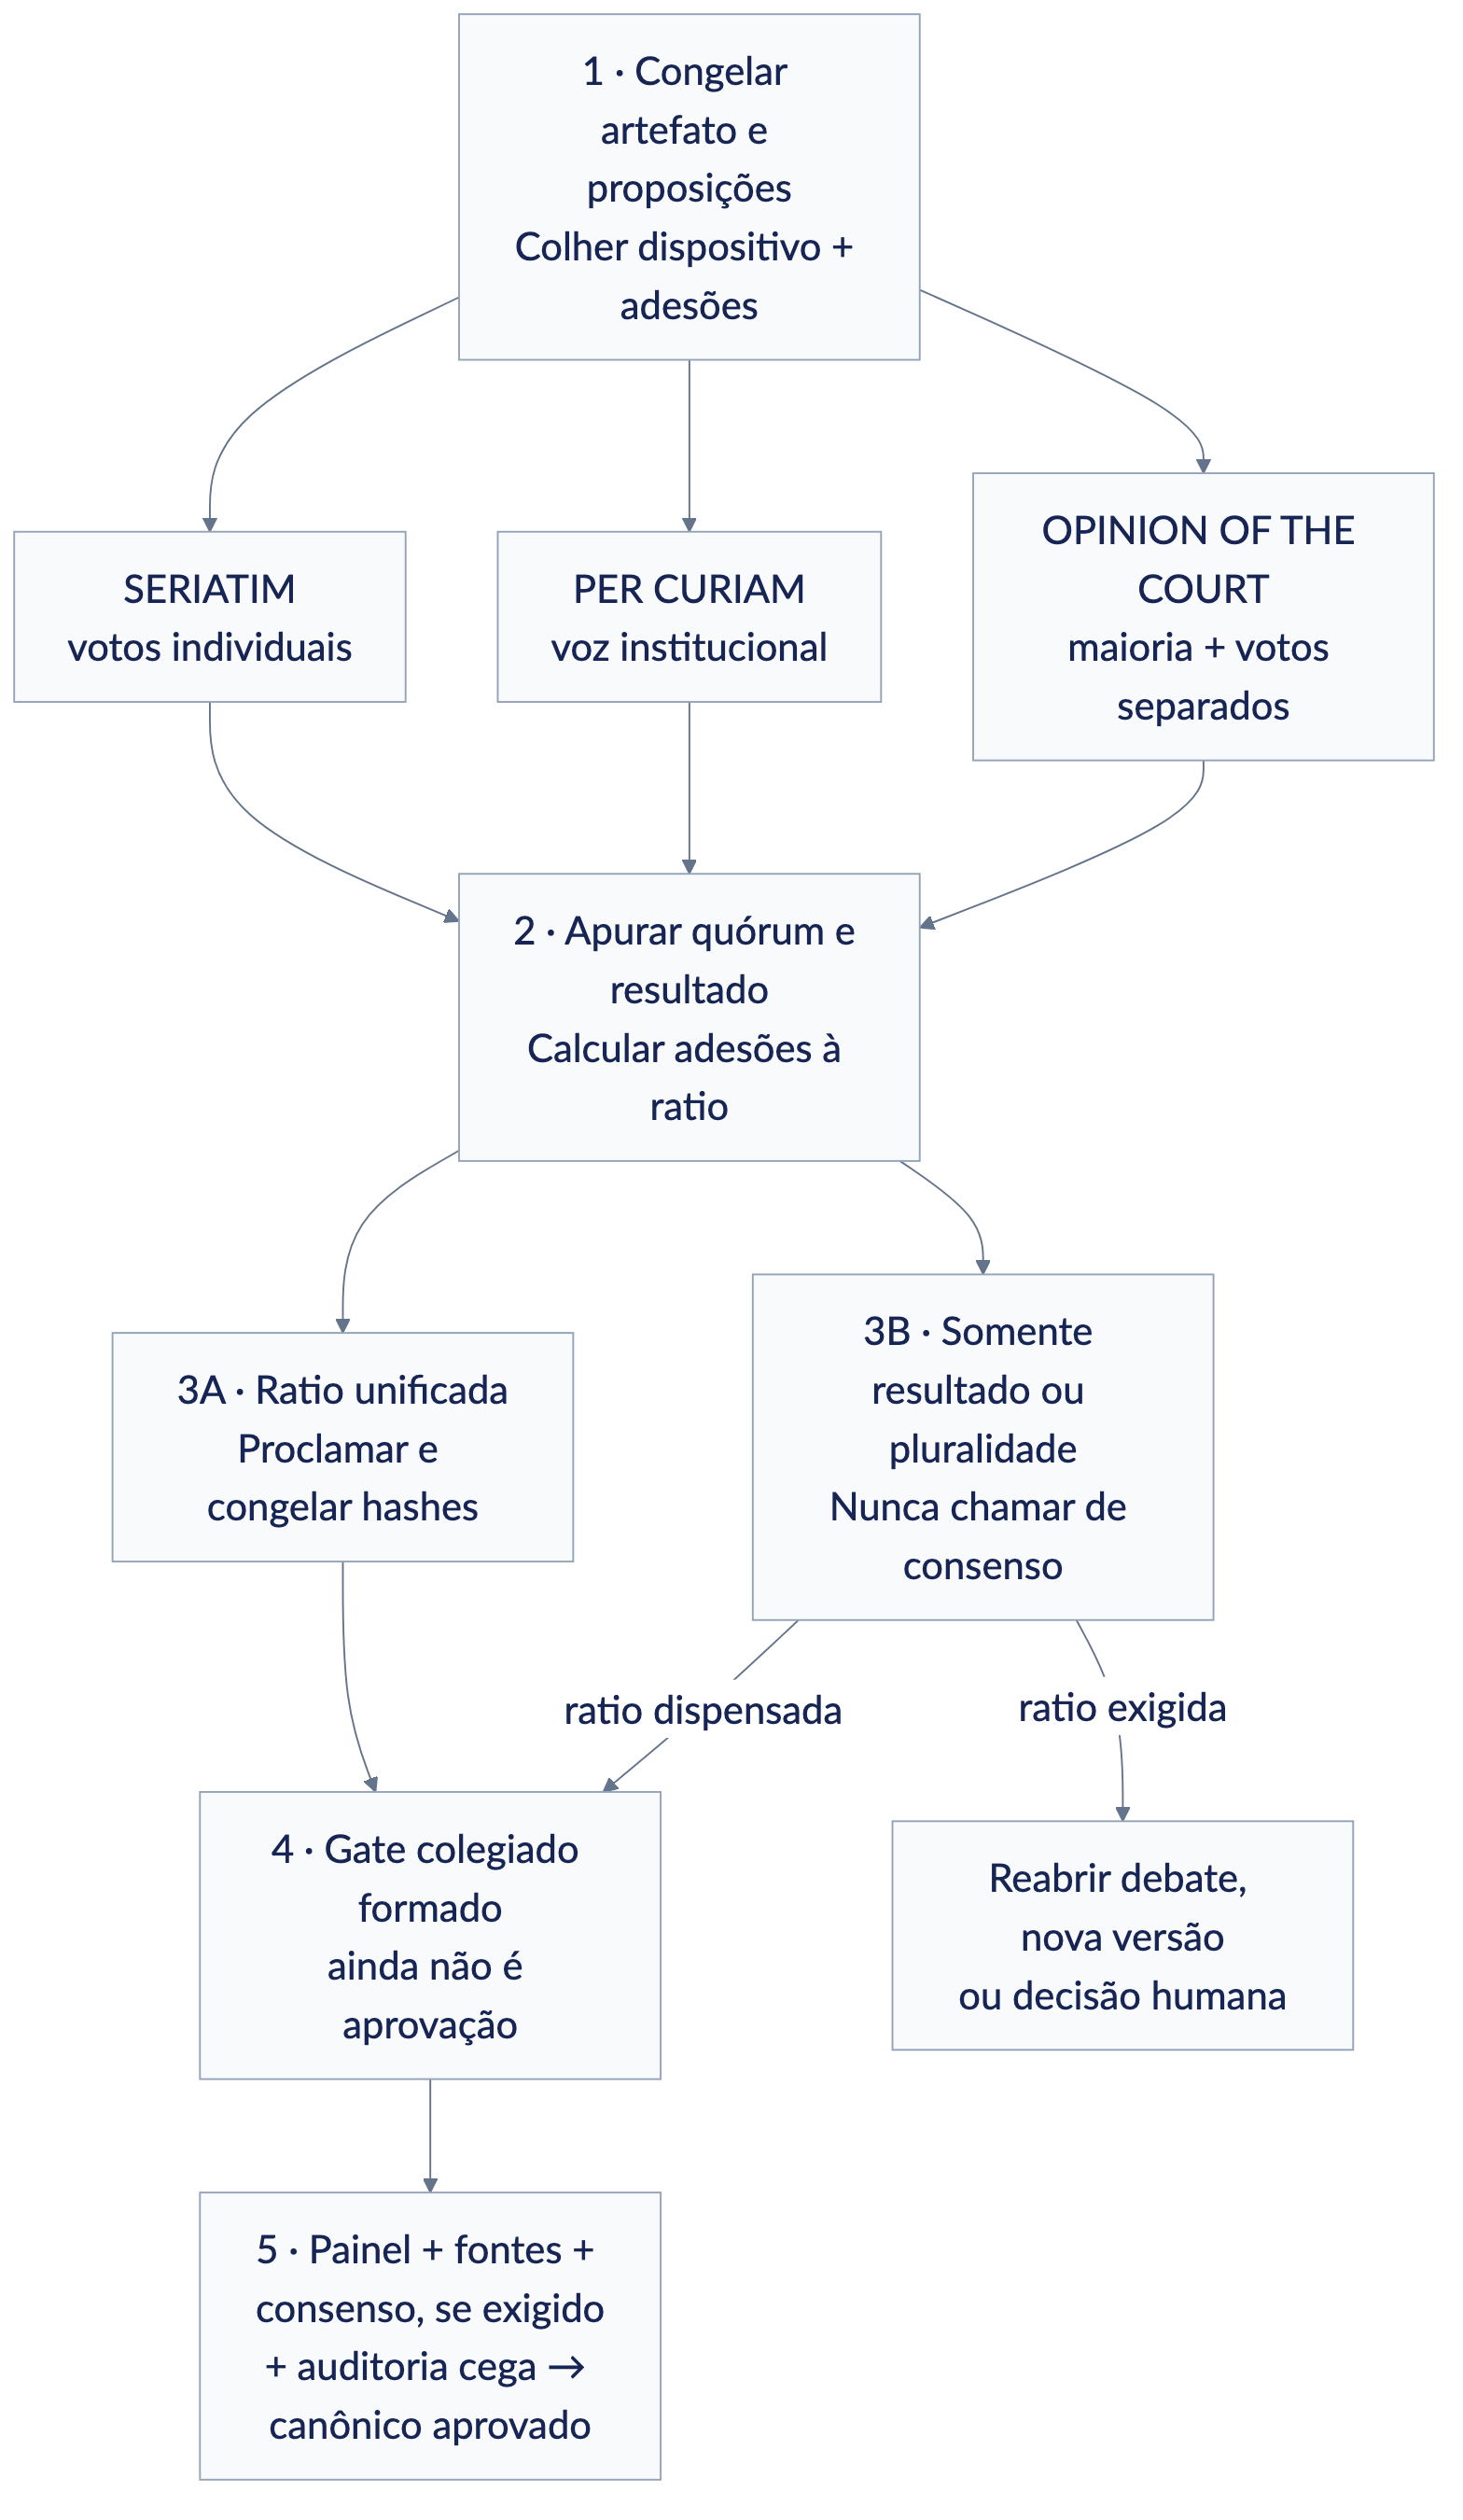 1 · Congelar
artefato e
proposições
Colher dispositivo +
adesões
SERIATIM
votos individuais
PER CURIAM
voz institucional
OPINION OF THE
COURT
maioria + votos
separados
2 · Apurar quórum e
resultado
Calcular adesões à
ratio
3A · Ratio unificada
Proclamar e
congelar hashes
3B · Somente
resultado ou
pluralidade
Nunca chamar de
consenso
ratio dispensada
ratio exigida
4 · Gate colegiado
formado
ainda não é
aprovação
Reabrir debate,
nova versão
ou decisão humana
5 · Painel + fontes +
consenso, se exigido
+ auditoria cega →
canônico aprovado